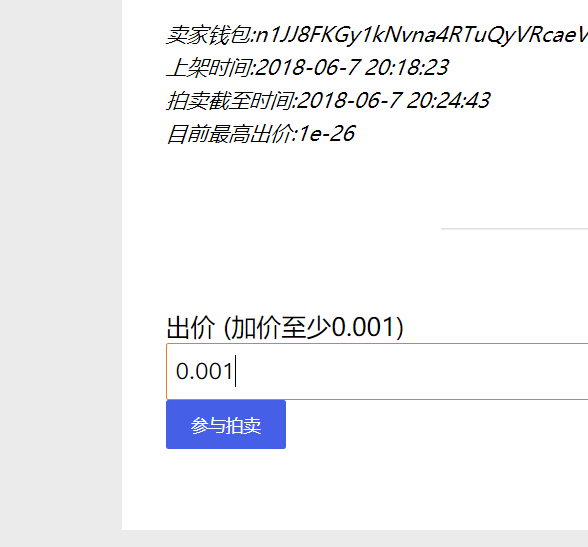 卖家钱包:n1JJ8FKGy1kNvna4RTuQyVRcaeV
上架时间:2018-06-7 20:18:23
拍卖截至时间:2018-06-7 20:24:43
目前最高出价:1e-26
出价 (加价至少0.001)
0.001
参与拍卖